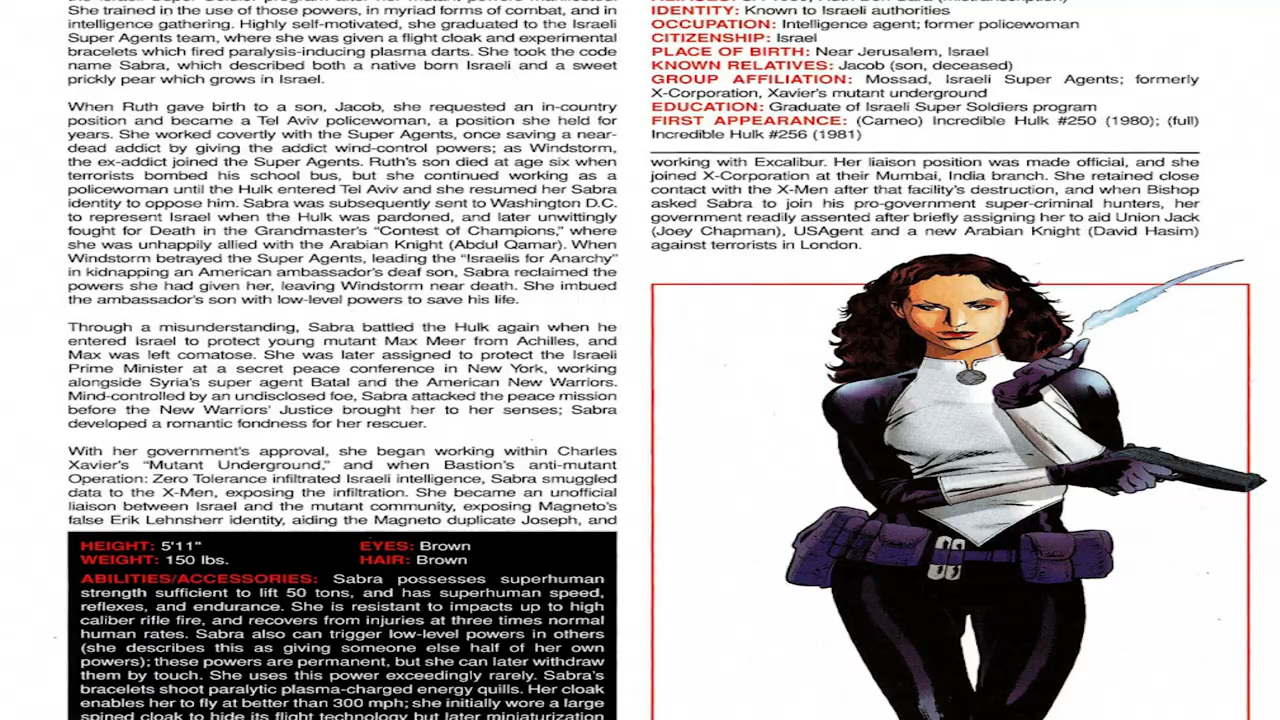 She trained in the use of those powers, in myriad forms of combat, and in
intelligence gathering. Highly self-motivated, she graduated to the Israeli
Super Agents team, where she was given a flight cloak and experimental
bracelets which fired paralysis-inducing plasma darts. She took the code
name Sabra, which described both a native born Israeli and a sweet
prickly pear which grows in Israel.
When Ruth gave birth to a son, Jacob, she requested an in-country
position and became a Tel Aviv policewoman, a position she held for
years. She worked covertly with the Super Agents, once saving a near-
dead addict by giving the addict wind-control powers; as Windstorm,
the ex-addict joined the Super Agents. Ruth's son died at age six when
terrorists bombed his school bus, but she continued working as a
policewoman until the Hulk entered Tel Aviv and she resumed her Sabra
identity to oppose him. Sabra was subsequently sent to Washington D.C.
to represent Israel when the Hulk was pardoned, and later unwittingly
fought for Death in the Grandmaster's “Contest of Champions,” where
she was unhappily allied with the Arabian Knight (Abdul Qamar). When
Windstorm betrayed the Super Agents, leading the “Israelis for Anarchy”
in kidnapping an American ambassador's deaf son, Sabra reclaimed the
powers she had given her, leaving Windstorm near death. She imbued
the ambassador's son with low-level powers to save his life.
Through a misunderstanding, Sabra battled the Hulk again when he
entered Israel to protect young mutant Max Meer from Achilles, and
Max was left comatose. She was later assigned to protect the Israeli
Prime Minister at a secret peace conference in New York, working
alongside Syria's super agent Batal and the American New Warriors.
Mind-controlled by an undisclosed foe, Sabra attacked the peace mission
before the New Warriors' Justice brought her to her senses; Sabra
developed a romantic fondness for her rescuer.
With her government's approval, she began working within Charles
Xavier's “Mutant Underground,” and when Bastion's anti-mutant
Operation: Zero Tolerance infiltrated Israeli intelligence, Sabra smuggled
data to the X-Men, exposing the infiltration. She became an unofficial
liaison between Israel and the mutant community, exposing Magneto's
false Erik Lehnsherr identity, aiding the Magneto duplicate Joseph, and
HEIGHT: 5'11" EYES: Brown
WEIGHT: 150 lbs. HAIR: Brown
ABILITIES/ACCESSORIES: Sabra possesses superhuman
strength sufficient to lift 50 tons, and has superhuman speed,
reflexes, and endurance. She is resistant to impacts up to high
caliber rifle fire, and recovers from injuries at three times normal
human rates. Sabra also can trigger low-level powers in others
(she describes this as giving someone else half of her own
powers); these powers are permanent, but she can later withdraw
them by touch. She uses this power exceedingly rarely. Sabra's
bracelets shoot paralytic plasma-charged energy quills. Her cloak
enables her to fly at better than 300 mph; she initially wore a large
spined cloak to hide its flight technology but later miniaturization
IDENTITY: Known to Israeli authorities
OCCUPATION: Intelligence agent; former policewoman
CITIZENSHIP: Israel
PLACE OF BIRTH: Near Jerusalem, Israel
KNOWN RELATIVES: Jacob (son, deceased)
GROUP AFFILIATION: Mossad, Israeli Super Agents; formerly
X-Corporation, Xavier's mutant underground
EDUCATION: Graduate of Israeli Super Soldiers program
FIRST APPEARANCE: (Cameo) Incredible Hulk #250 (1980); (full)
Incredible Hulk #256 (1981)
working with Excalibur. Her liaison position was made official, and she
joined X-Corporation at their Mumbai, India branch. She retained close
contact with the X-Men after that facility's destruction, and when Bishop
asked Sabra to join his pro-government super-criminal hunters, her
government readily assented after briefly assigning her to aid Union Jack
(Joey Chapman), USAgent and a new Arabian Knight (David Hasim)
against terrorists in London.